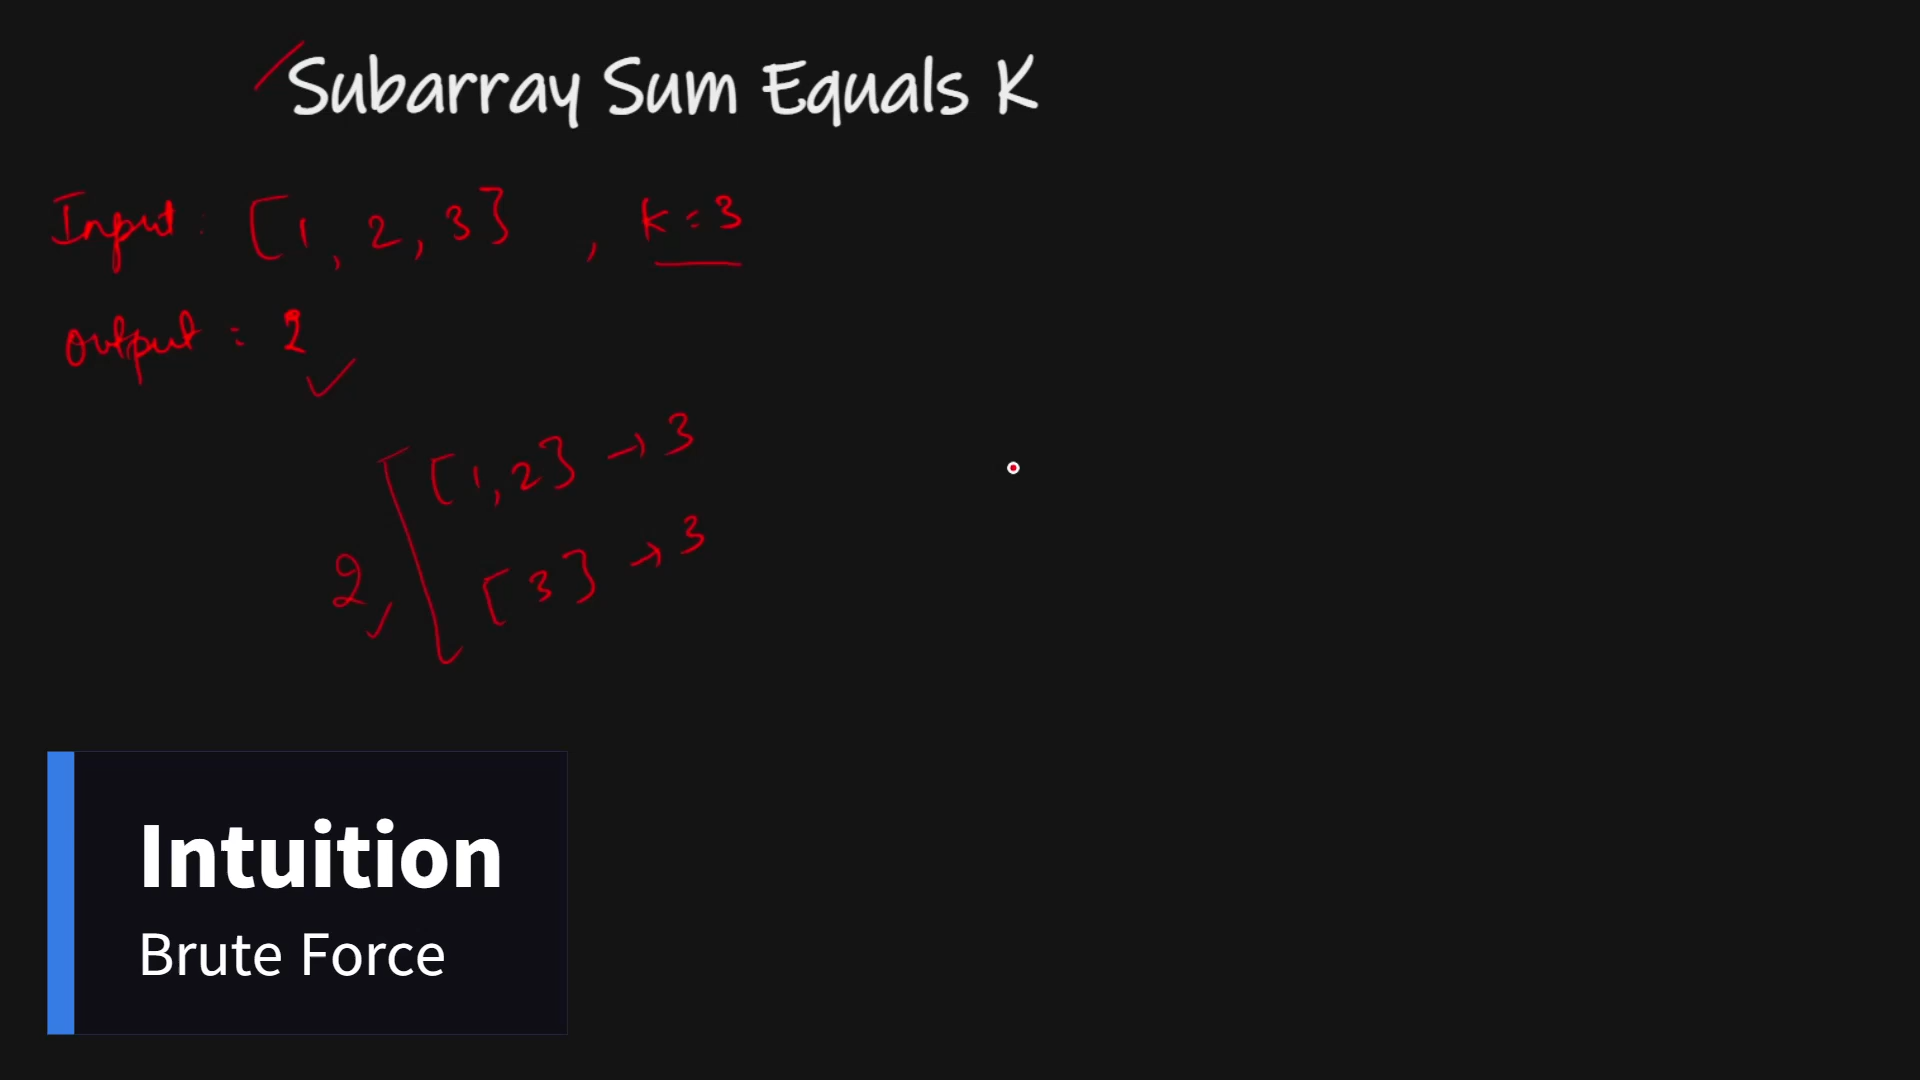 Subarray Sum Equals K
Input : [1, 2, 3] , K = 3
Output : 2
[1, 2] → 3
2
[3] → 3
Intuition
Brute Force